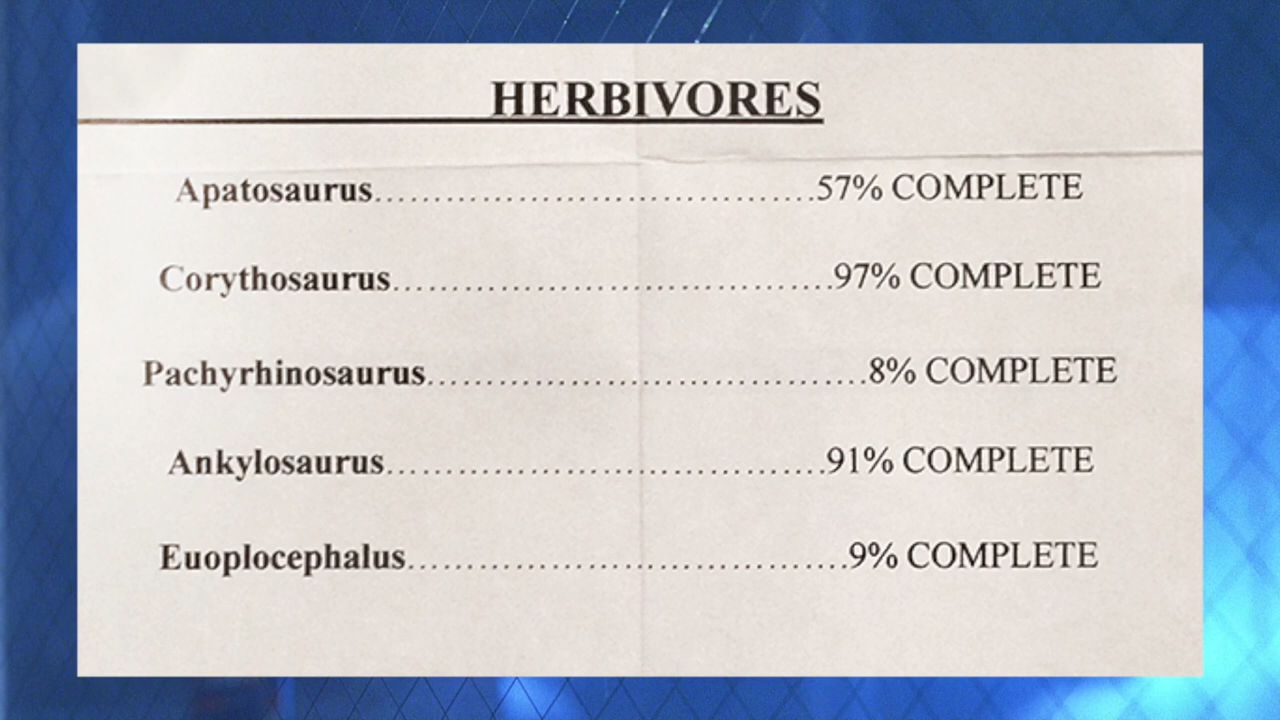 HERBIVORES
Apatosaurus........................................57% COMPLETE
Corythosaurus........................................97% COMPLETE
Pachyrhinosaurus........................................8% COMPLETE
Ankylosaurus........................................91% COMPLETE
Euoplocephalus........................................9% COMPLETE